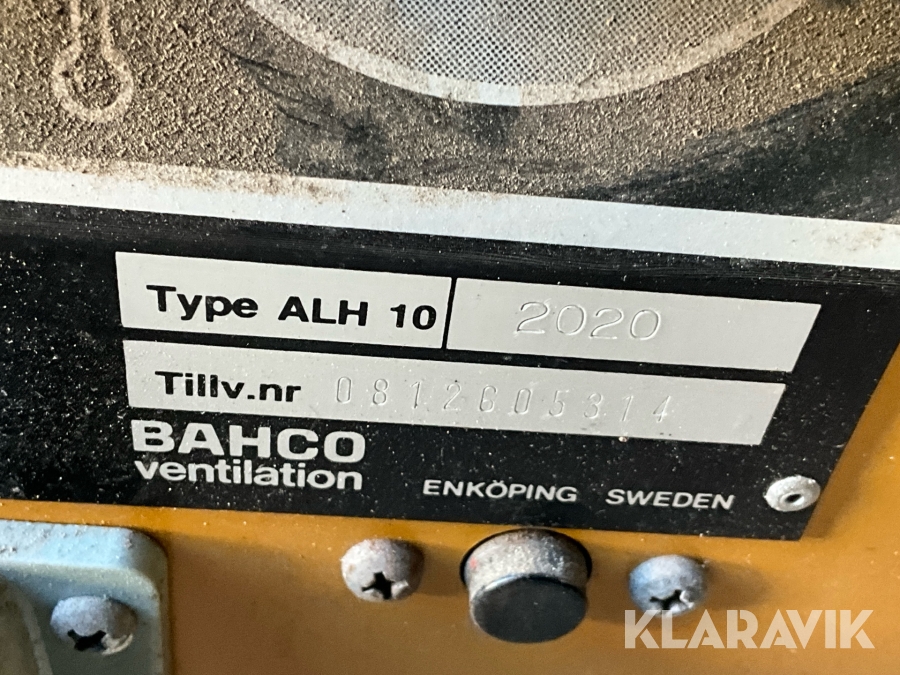 Type ALH 10 2020
Tillv.nr 0812605314
BAHCO
ventilation
ENKÖPING SWEDEN
KLARAVIK